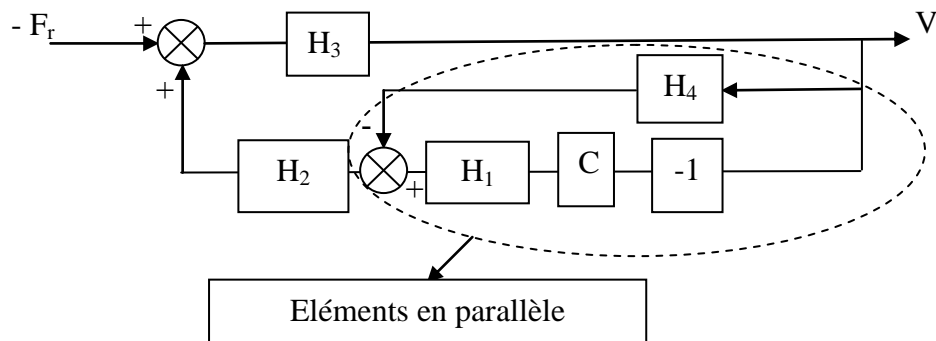 - Fr + H3 V
+ H4
-
H2 + H1 C -1
Eléments en parallèle